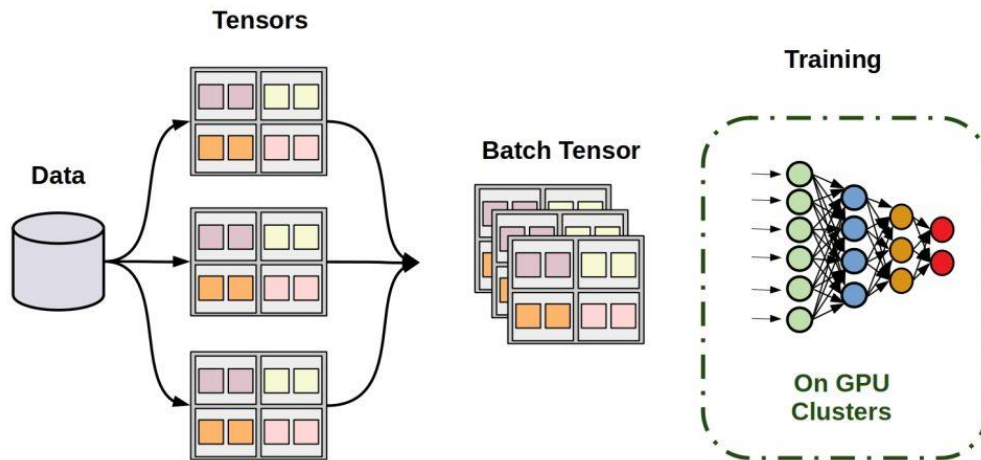 Tensors
Training
Batch Tensor
Data
On GPU
Clusters